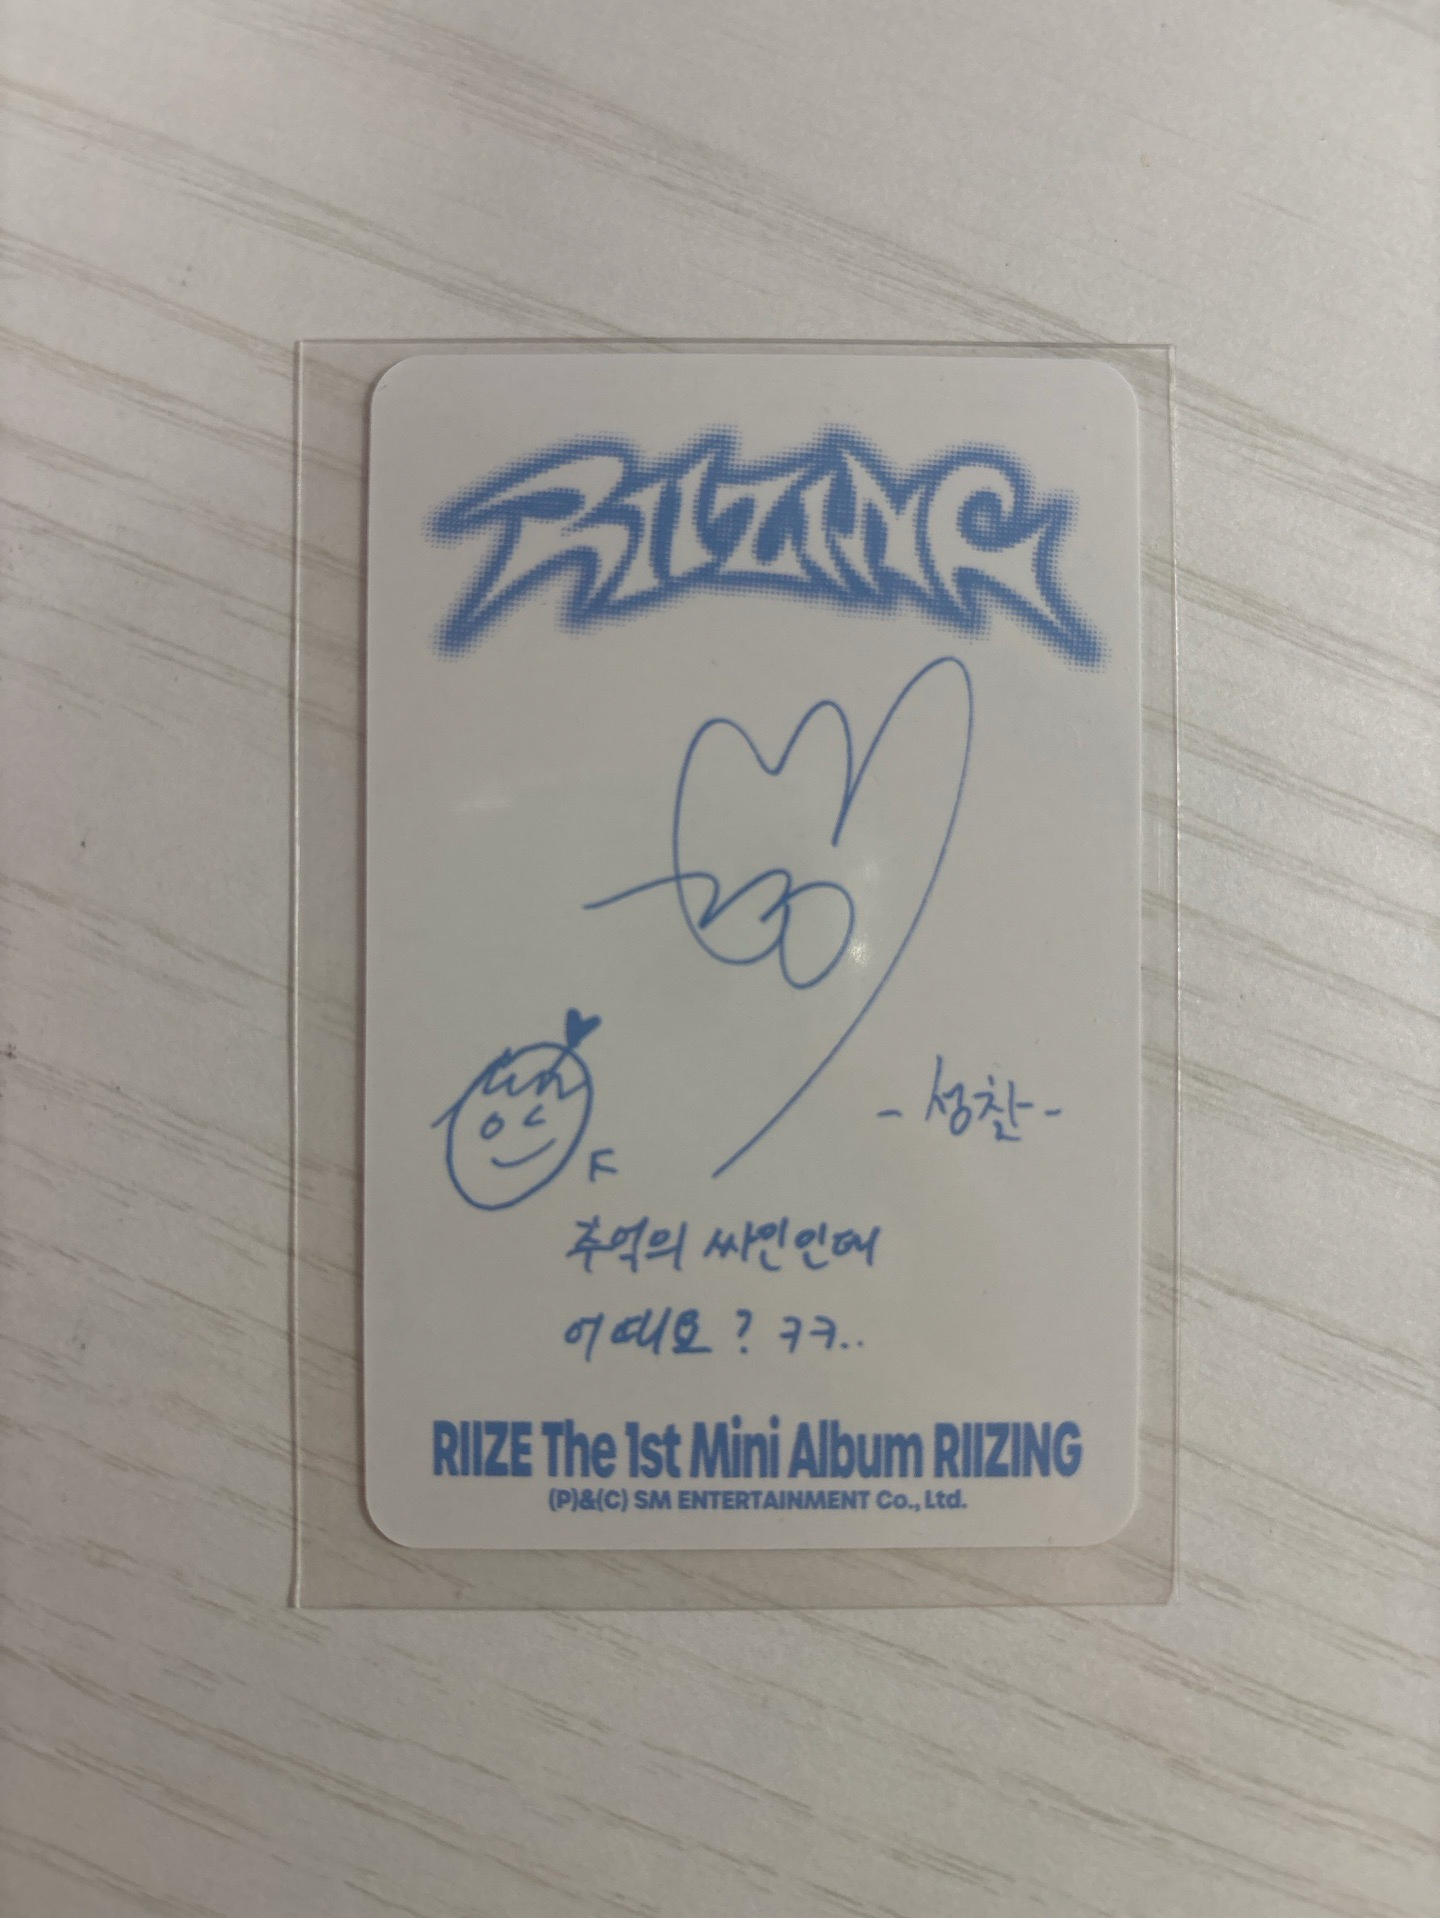 RIIZING
- 성찰 -
추억의 싸인인데
어때요? ㅋㅋ..
RIIZE The 1st Mini Album RIIZING
(P)&(C) SM ENTERTAINMENT Co., Ltd.